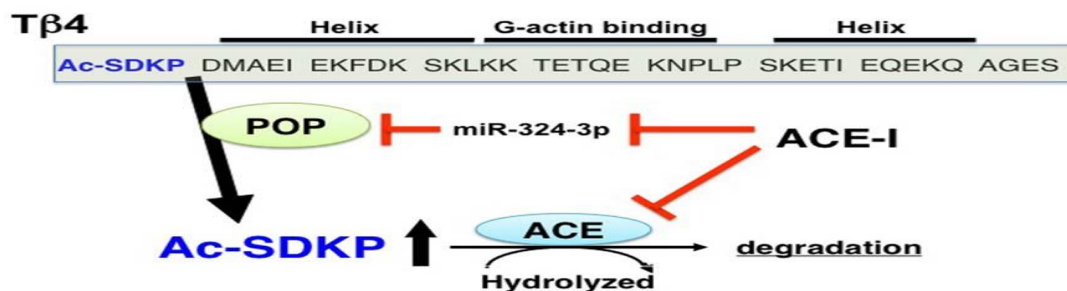 Tβ4
Helix G-actin binding Helix
Ac-SDKP DMAEI EKFDK SKLKK TETQE KNPLP SKETI EQEKQ AGES
POP miR-324-3p ACE-I
Ac-SDKP ACE degradation
Hydrolyzed